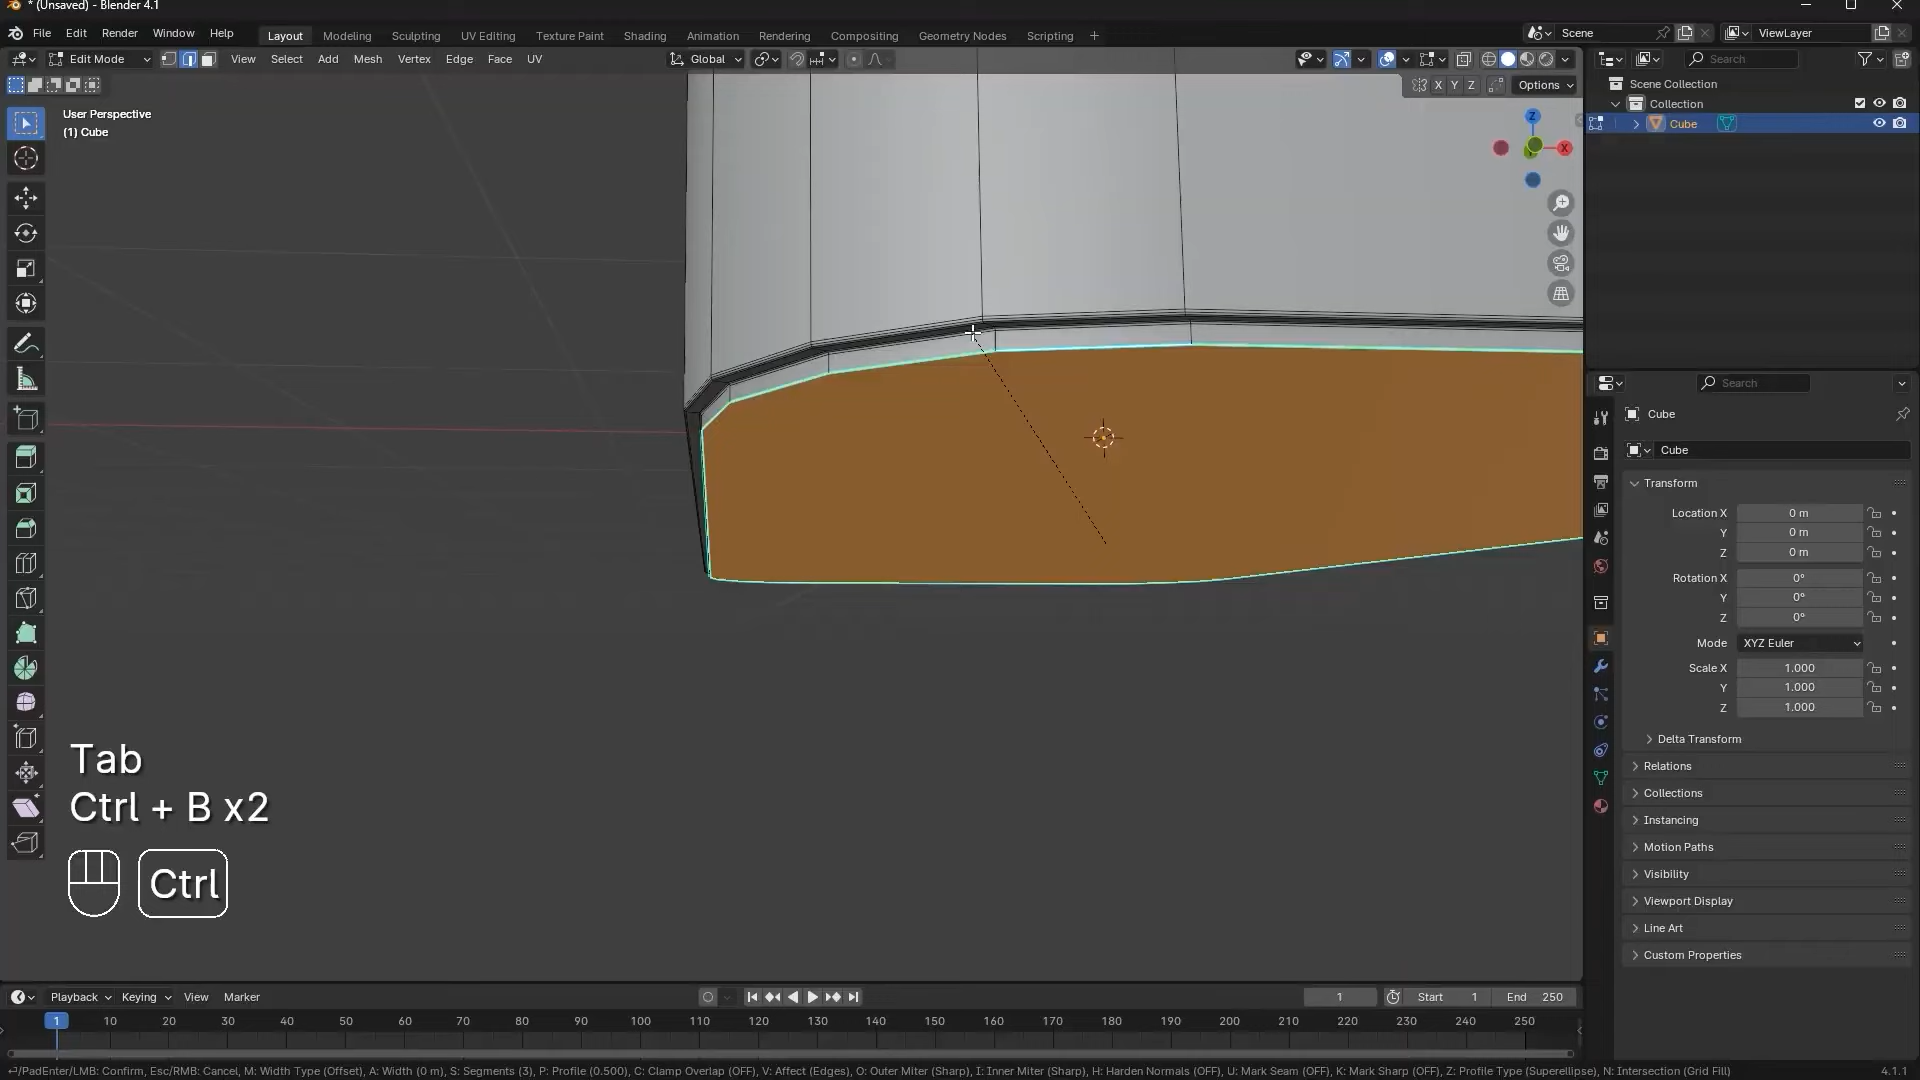 * (Unsaved) - Blender 4.1
File Edit Render Window Help Layout Modeling Sculpting UV Editing Texture Paint Shading Animation Rendering Compositing Geometry Nodes Scripting + Scene ViewLayer
Edit Mode View Select Add Mesh Vertex Edge Face UV Global Search
X Y Z Options
Scene Collection
Collection
Cube
User Perspective
(1) Cube
Z
X
Search
Cube
Cube
Transform
Location X 0 m
Y 0 m
Z 0 m
Rotation X 0°
Y 0°
Z 0°
Mode XYZ Euler
Scale X 1.000
Y 1.000
Z 1.000
Delta Transform
Relations
Collections
Instancing
Motion Paths
Visibility
Viewport Display
Line Art
Custom Properties
Tab
Ctrl + B x2
Ctrl
Playback Keying View Marker 1 Start 1 End 250
1 10 20 30 40 50 60 70 80 90 100 110 120 130 140 150 160 170 180 190 200 210 220 230 240 250
/PadEnter/LMB: Confirm, Esc/RMB: Cancel, M: Width Type (Offset), A: Width (0 m), S: Segments (3), P: Profile (0.500), C: Clamp Overlap (OFF), V: Affect (Edges), O: Outer Miter (Sharp), I: Inner Miter (Sharp), H: Harden Normals (OFF), U: Mark Seam (OFF), K: Mark Sharp (OFF), Z: Profile Type (Superellipse), N: Intersection (Grid Fill) 4.1.1